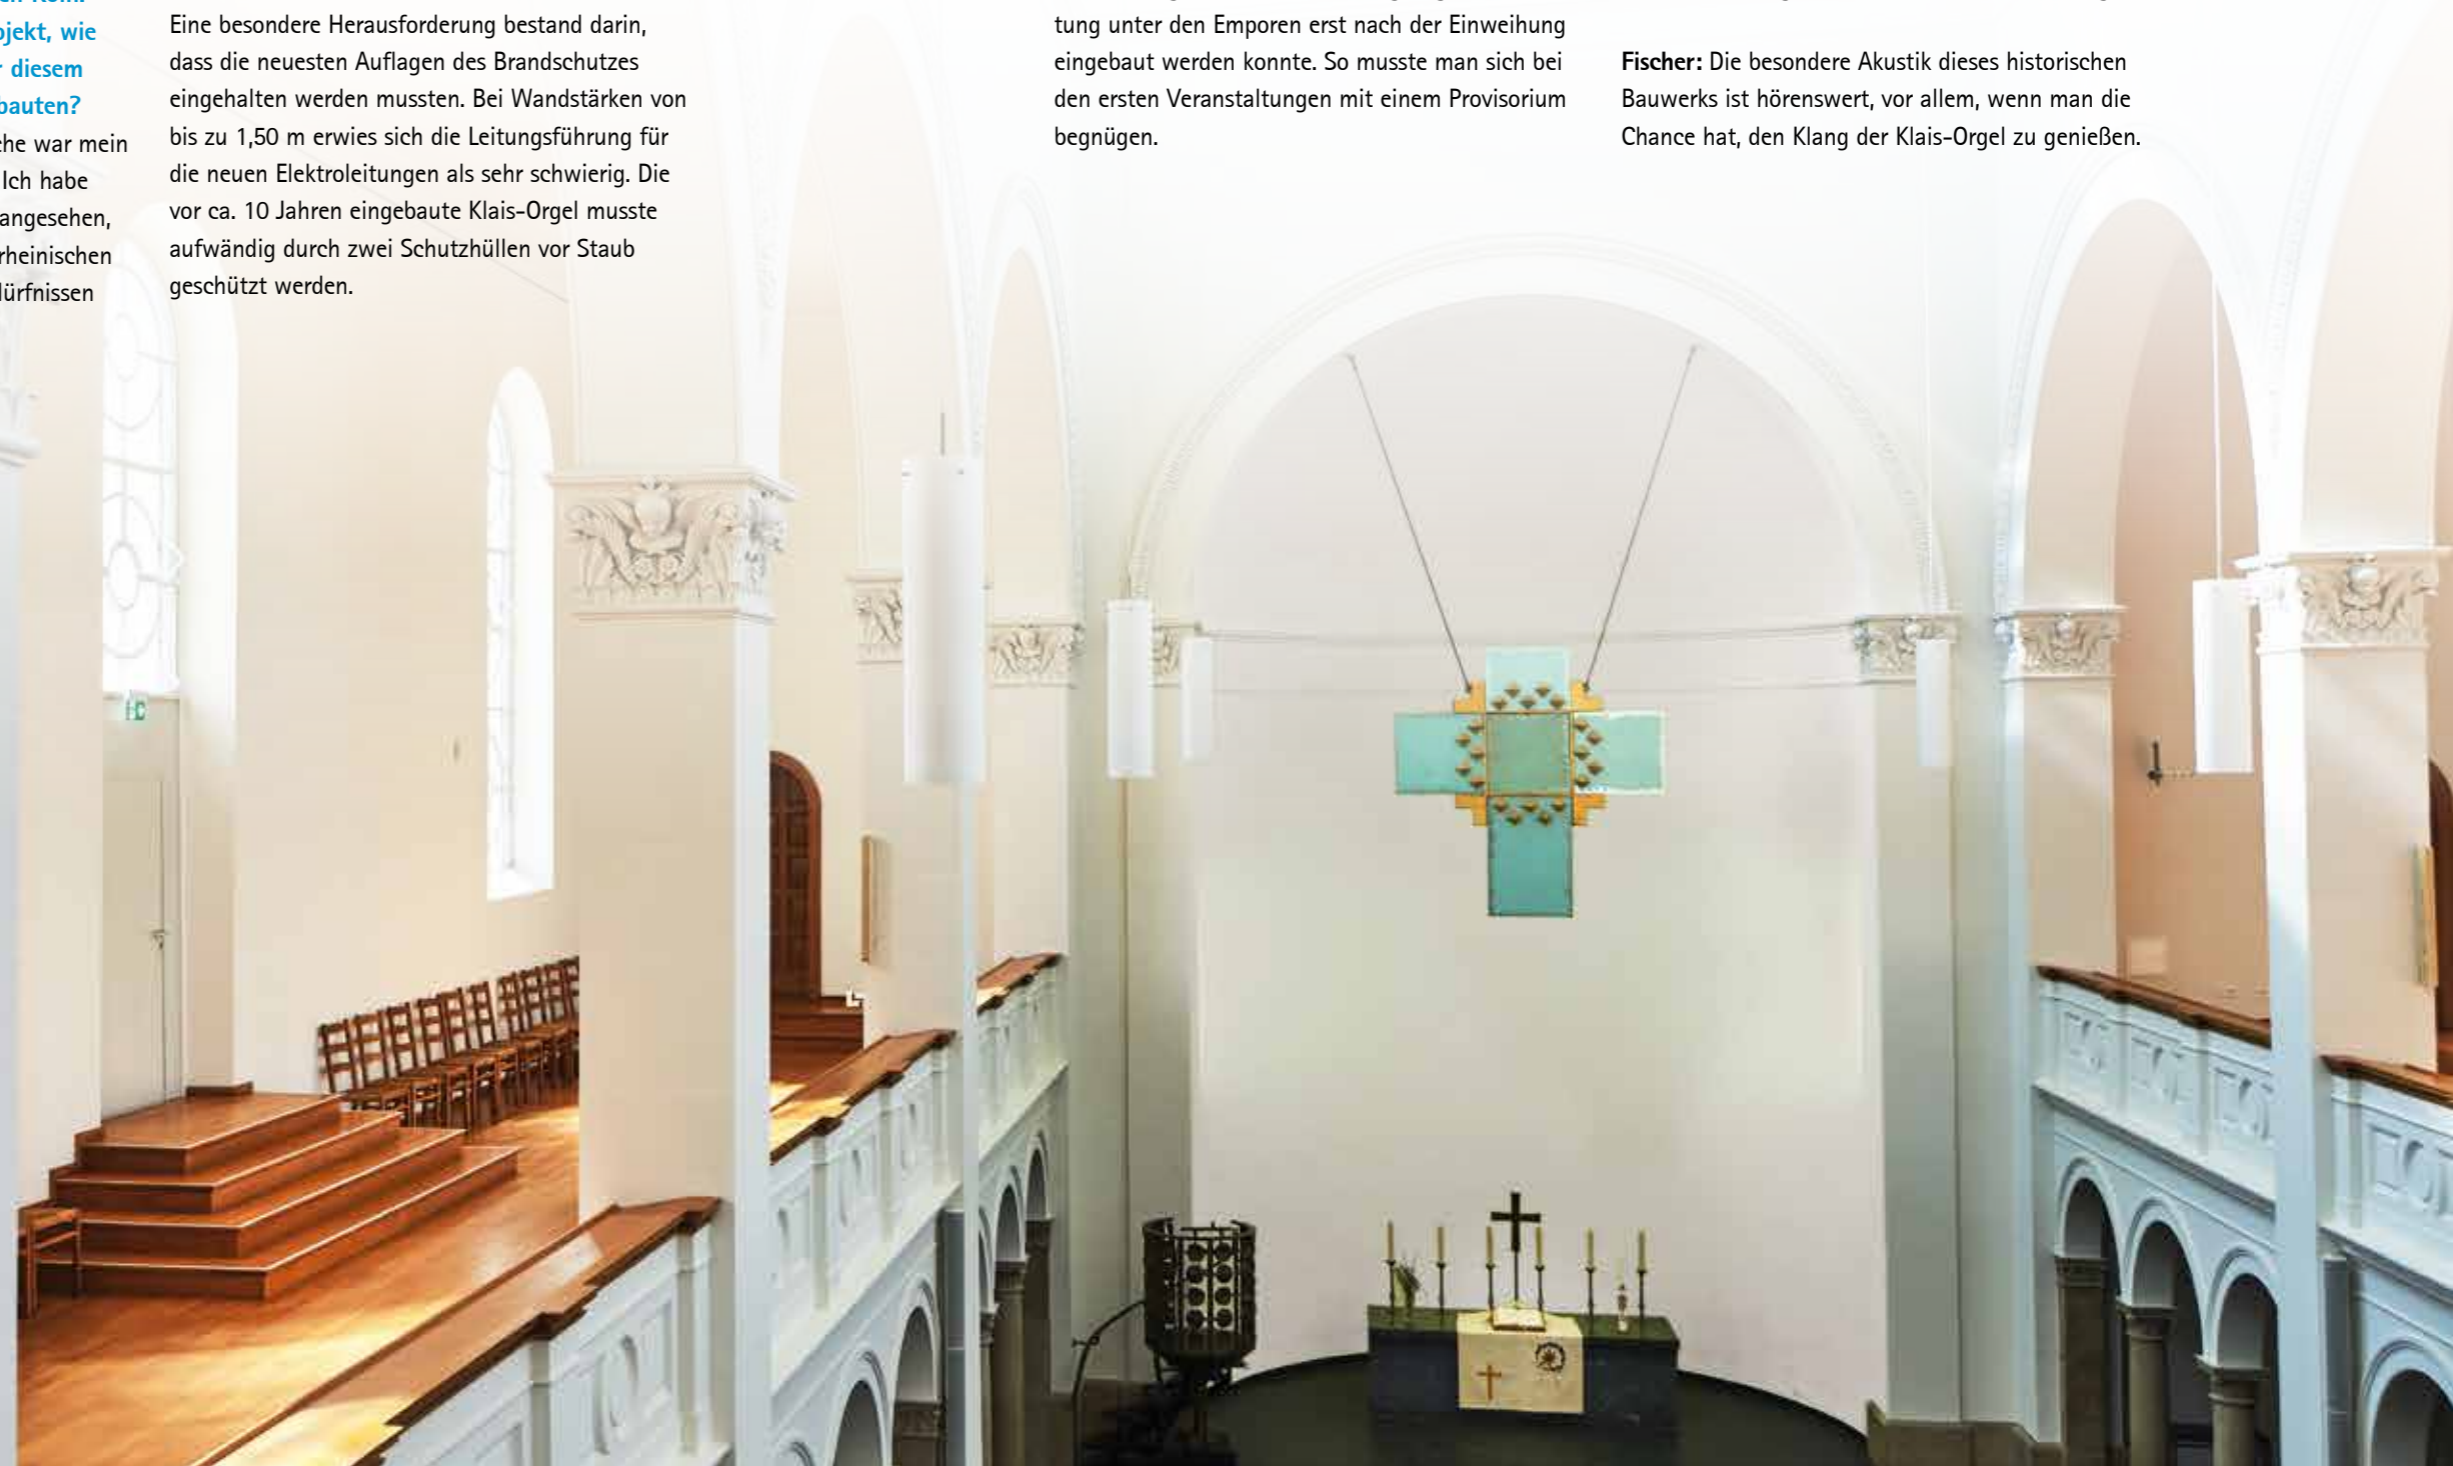 bjekt, wie
diesem
bauten?
war mein
Ich habe
angesehen,
rheinischen
Eine besondere Herausforderung bestand darin,
dass die neuesten Auflagen des Brandschutzes
eingehalten werden mussten. Bei Wandstärken von
bis zu 1,50 m erwies sich die Leitungsführung für
die neuen Elektroleitungen als sehr schwierig. Die
vor ca. 10 Jahren eingebaute Klais-Orgel musste
aufwändig durch zwei Schutzhüllen vor Staub
geschützt werden.
tung unter den Emporen erst nach der Einweihung
eingebaut werden konnte. So musste man sich bei
den ersten Veranstaltungen mit einem Provisorium
begnügen.
Fischer: Die besondere Akustik dieses historischen
Bauwerks ist hörenswert, vor allem, wenn man die
Chance hat, den Klang der Klais-Orgel zu genießen.